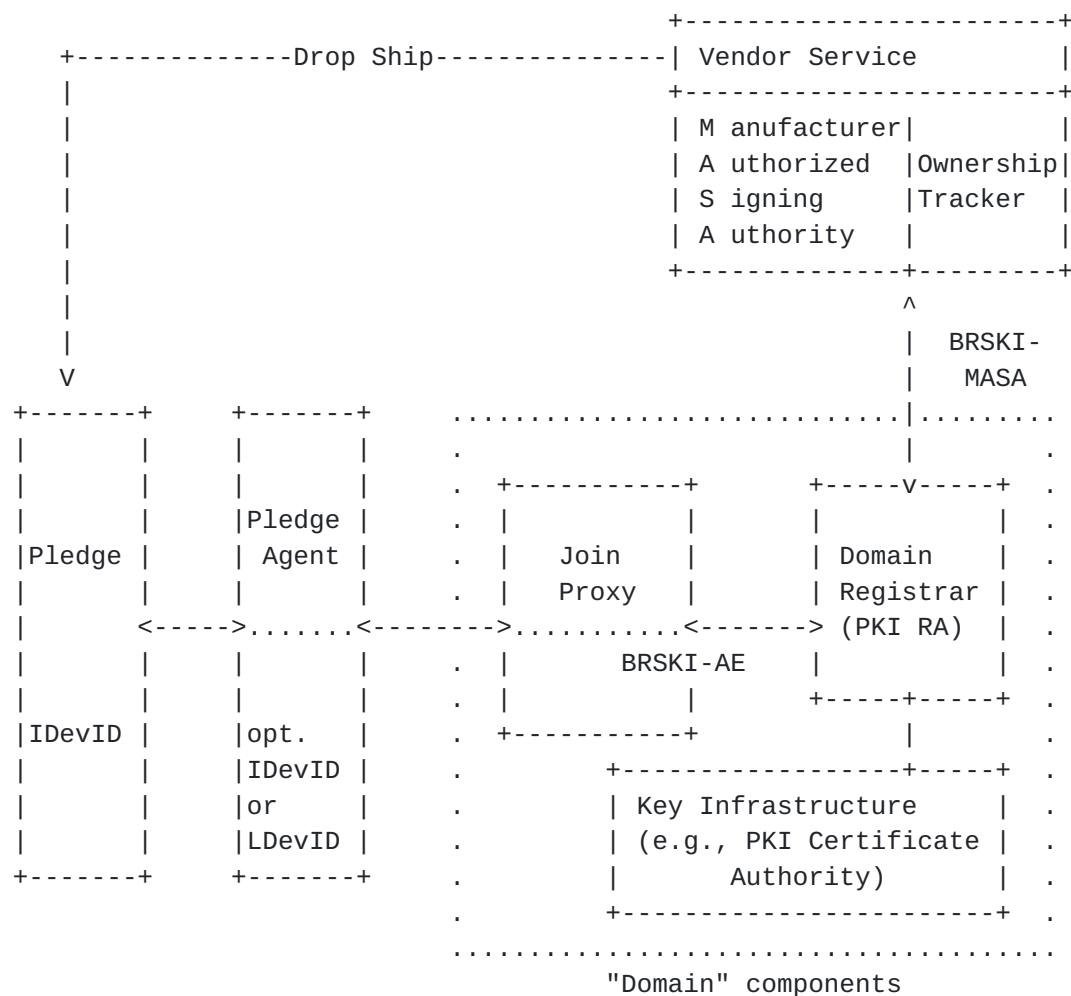 Drop Ship
Vendor Service
M anufacturer
A uthorized Ownership
S igning Tracker
A uthority
BRSKI-
MASA
Pledge
Pledge Agent
Join Proxy
Domain Registrar (PKI RA)
BRSKI-AE
IDevID
opt.
IDevID
or
LDevID
Key Infrastructure
(e.g., PKI Certificate
Authority)
"Domain" components